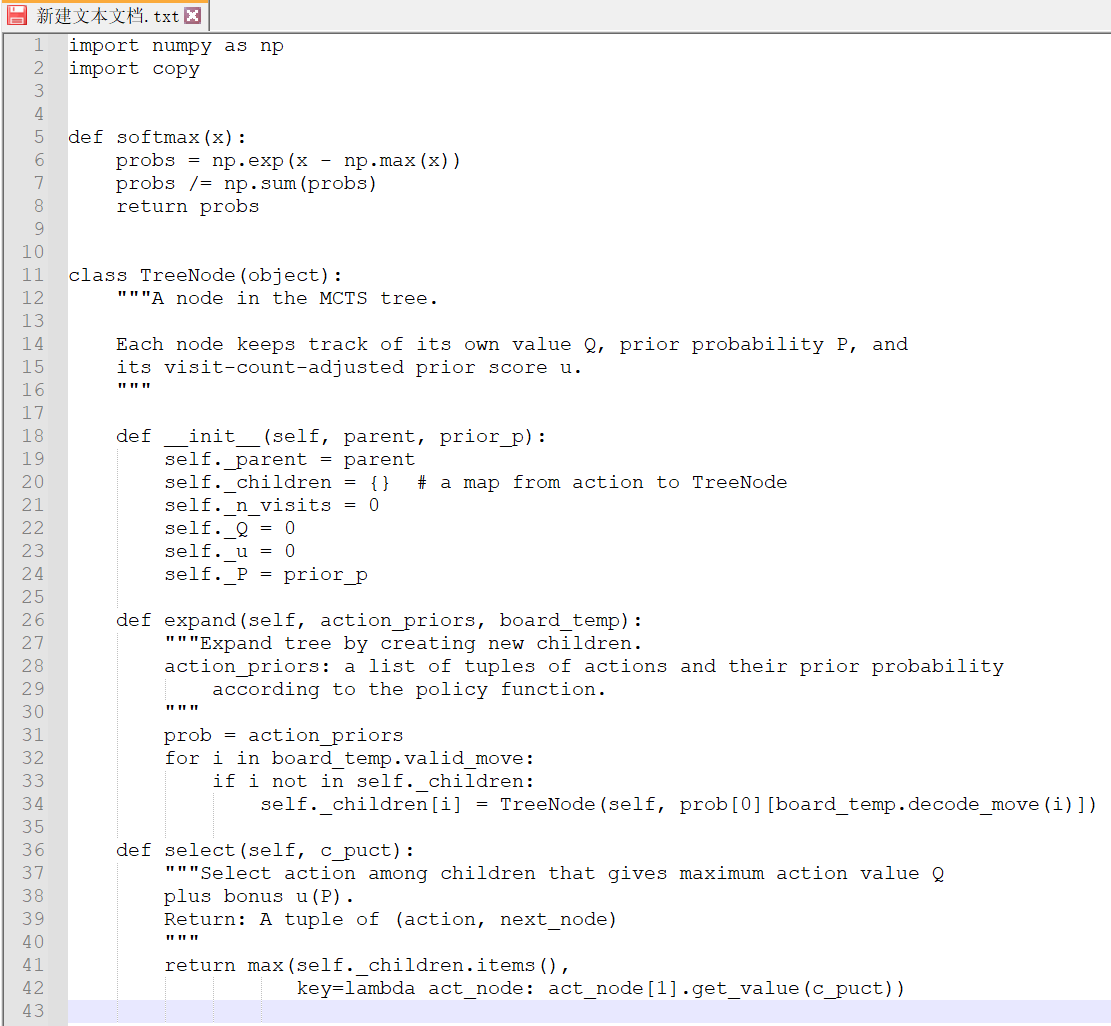 新建文本文档.txt
1 import numpy as np
2 import copy
3
4
5 def softmax(x):
6     probs = np.exp(x - np.max(x))
7     probs /= np.sum(probs)
8     return probs
9
10
11 class TreeNode(object):
12     """A node in the MCTS tree.
13
14     Each node keeps track of its own value Q, prior probability P, and
15     its visit-count-adjusted prior score u.
16     """
17
18     def __init__(self, parent, prior_p):
19         self._parent = parent
20         self._children = {}  # a map from action to TreeNode
21         self._n_visits = 0
22         self._Q = 0
23         self._u = 0
24         self._P = prior_p
25
26     def expand(self, action_priors, board_temp):
27         """Expand tree by creating new children.
28         action_priors: a list of tuples of actions and their prior probability
29             according to the policy function.
30         """
31         prob = action_priors
32         for i in board_temp.valid_move:
33             if i not in self._children:
34                 self._children[i] = TreeNode(self, prob[0][board_temp.decode_move(i)])
35
36     def select(self, c_puct):
37         """Select action among children that gives maximum action value Q
38         plus bonus u(P).
39         Return: A tuple of (action, next_node)
40         """
41         return max(self._children.items(),
42                    key=lambda act_node: act_node[1].get_value(c_puct))
43